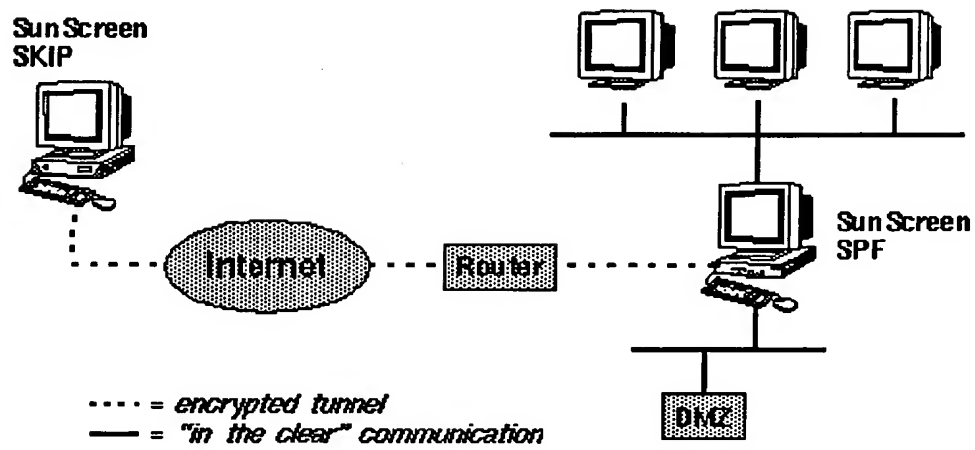 Sun Screen
SKIP
Internet
Router
Sun Screen
SPF
DMZ
---- = encrypted tunnel
—— = "in the clear" communication